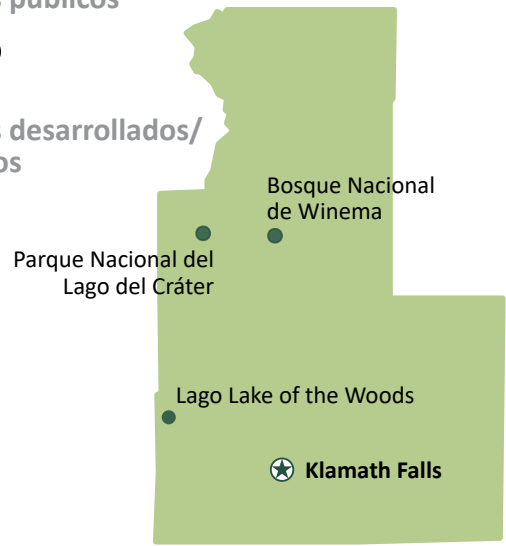 s públicos
s desarrollados/
os
Bosque Nacional
de Winema
Parque Nacional del
Lago del Cráter
Lago Lake of the Woods
Klamath Falls